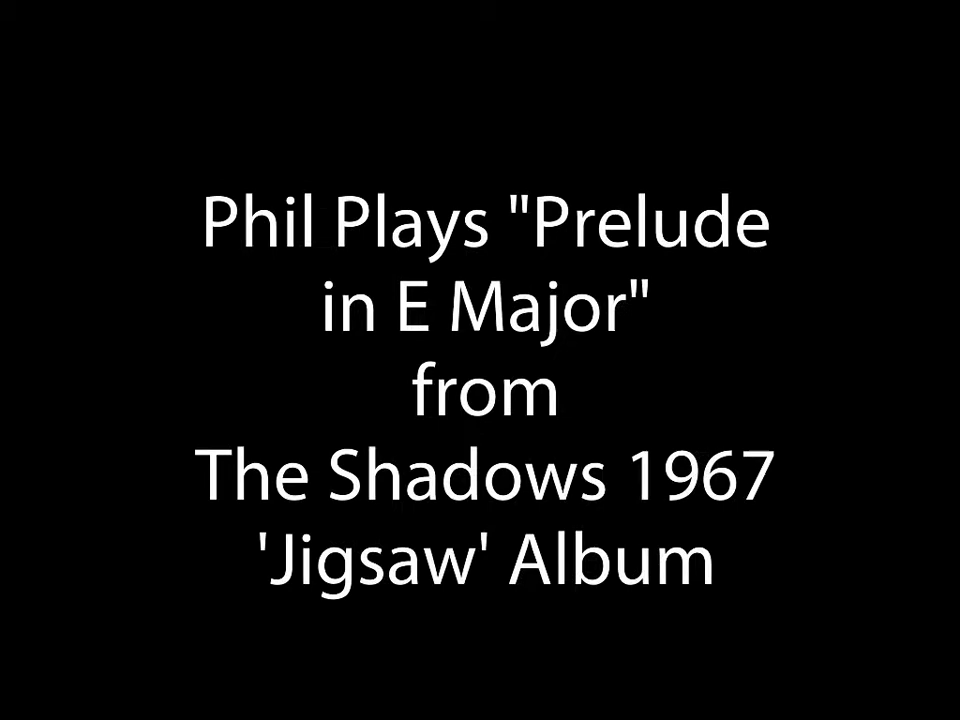 Phil Plays "Prelude
in E Major"
from
The Shadows 1967
'Jigsaw' Album